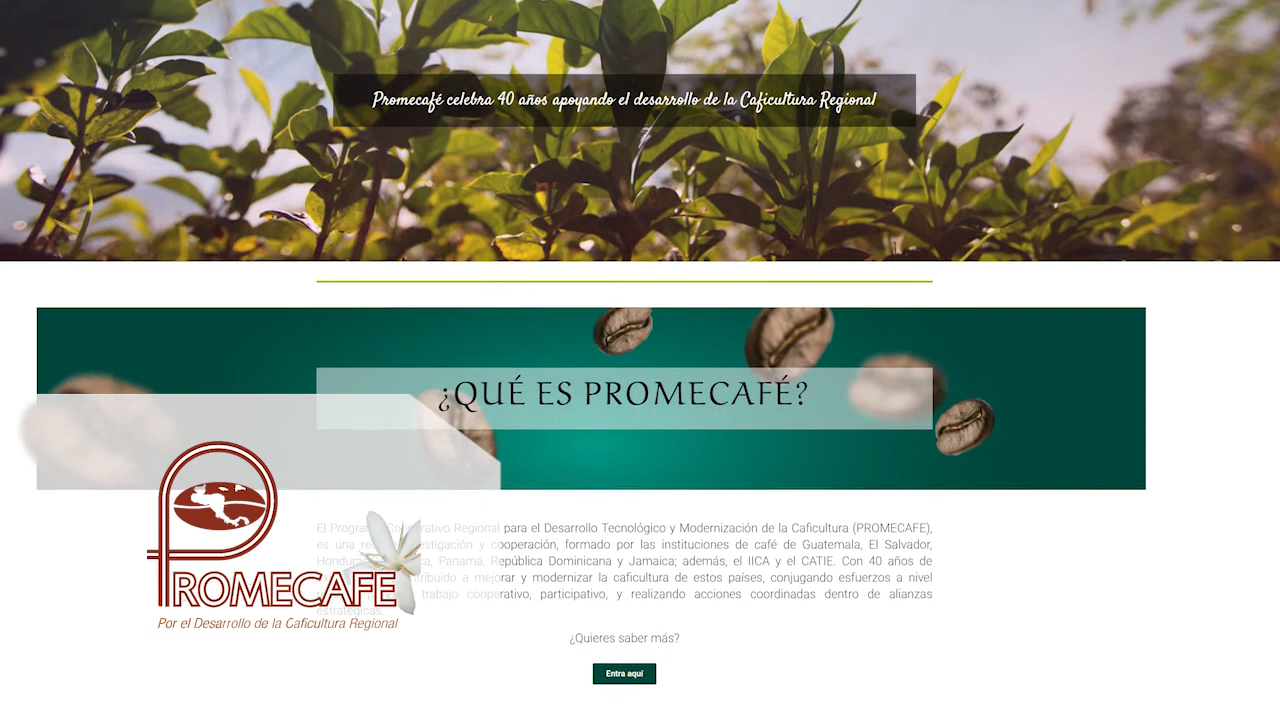 Promecafé celebra 40 años apoyando el desarrollo de la Caficultura Regional
¿QUÉ ES PROMECAFÉ?
El Programa Cooperativo Regional para el Desarrollo Tecnológico y Modernización de la Caficultura (PROMECAFE),
es una red investigación y cooperación, formado por las instituciones de café de Guatemala, El Salvador,
Honduras, Panamá, República Dominicana y Jamaica; además, el IICA y el CATIE. Con 40 años de
a mejorar y modernizar la caficultura de estos países, conjugando esfuerzos a nivel
trabajo cooperativo, participativo, y realizando acciones coordinadas dentro de alianzas
estratégicas.
PROMECAFE
Por el Desarrollo de la Caficultura Regional
¿Quieres saber más?
Entra aquí